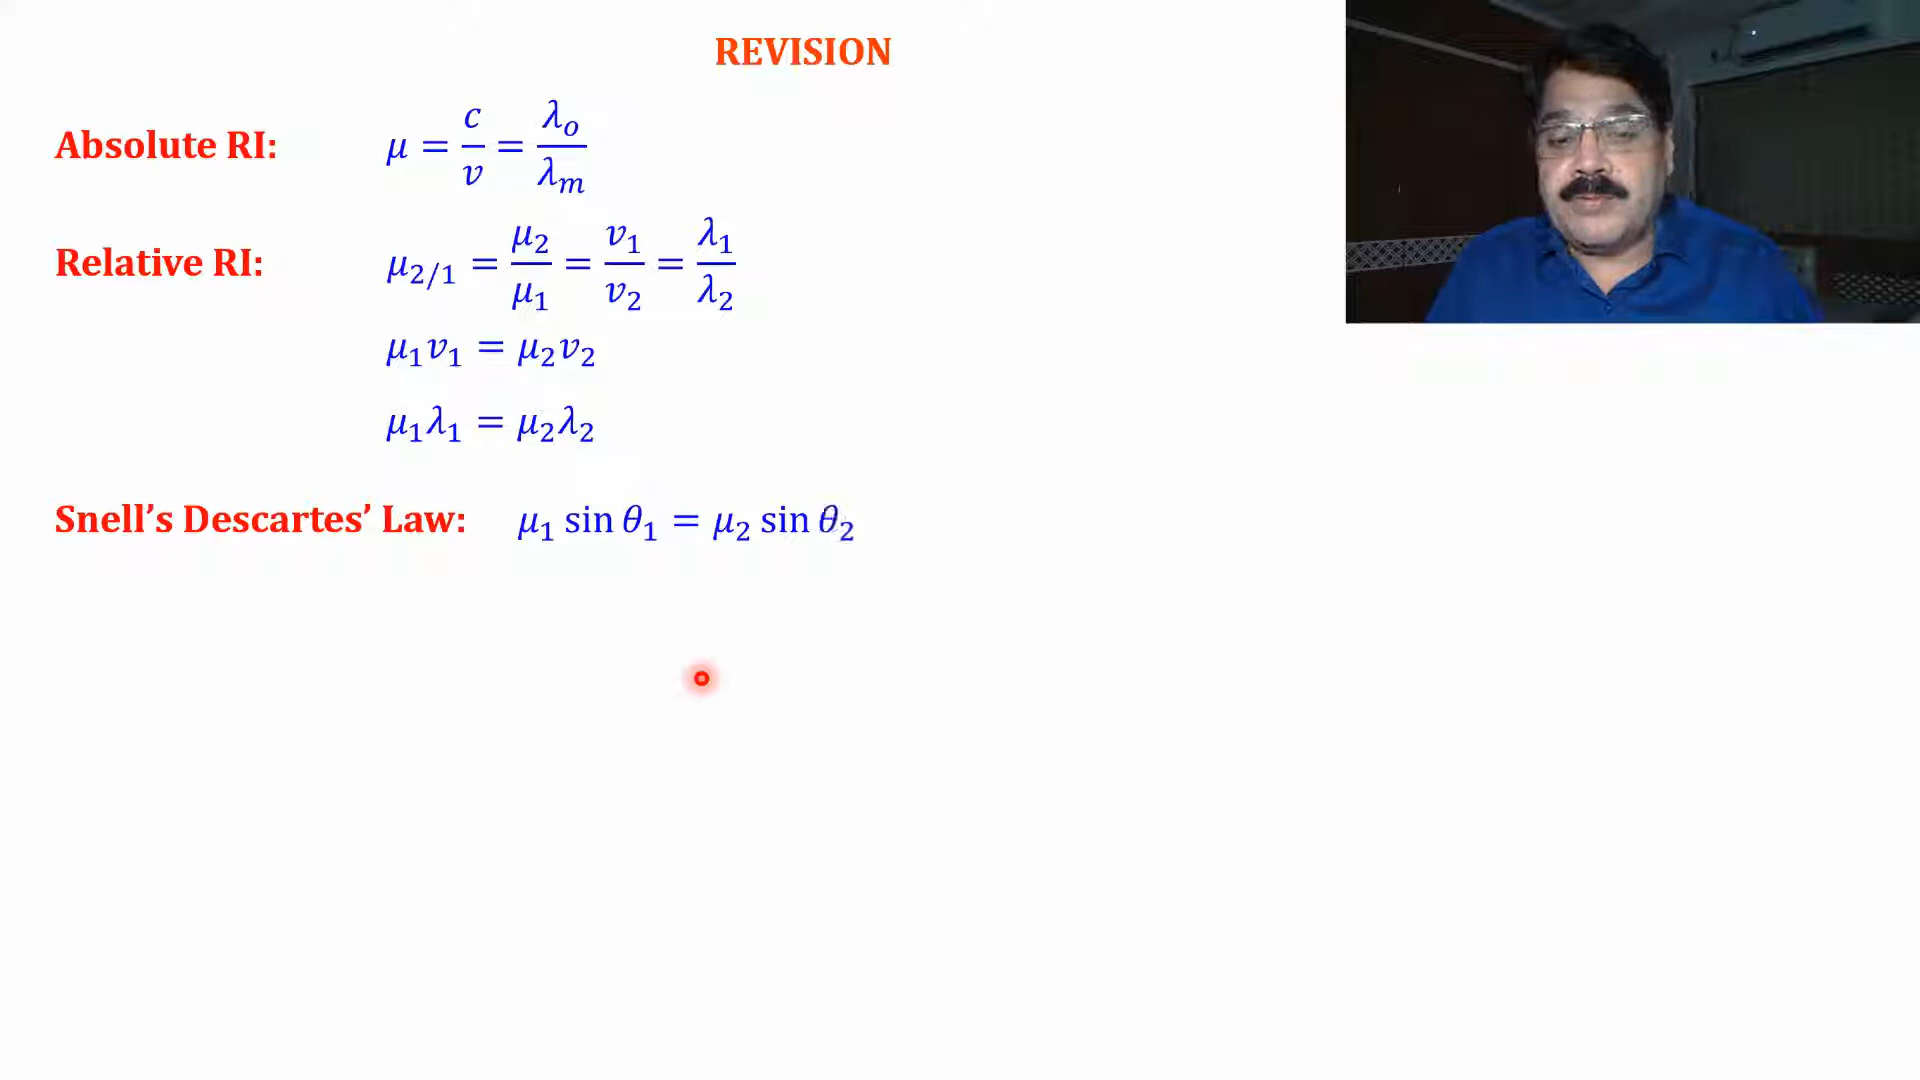 REVISION
Absolute RI: μ = c/v = λₒ/λₘ
Relative RI: μ₂/₁ = μ₂/μ₁ = v₁/v₂ = λ₁/λ₂
μ₁v₁ = μ₂v₂
μ₁λ₁ = μ₂λ₂
Snell’s Descartes’ Law: μ₁ sin θ₁ = μ₂ sin θ₂